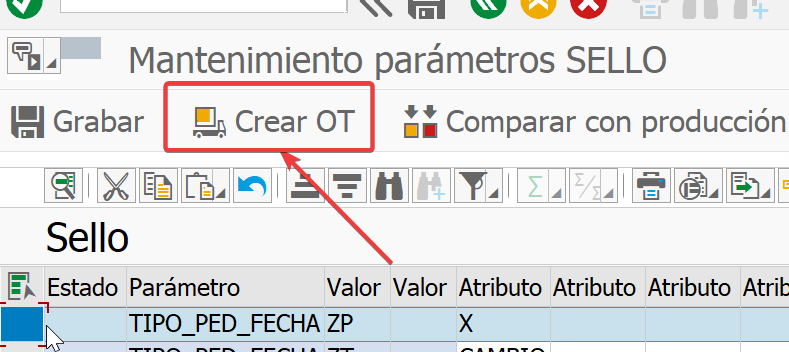 Mantenimiento parámetros SELLO
Grabar Crear OT Comparar con producción
Sello
Estado Parámetro Valor Valor Atributo Atributo Atributo Atrib
TIPO_PED_FECHA ZP X